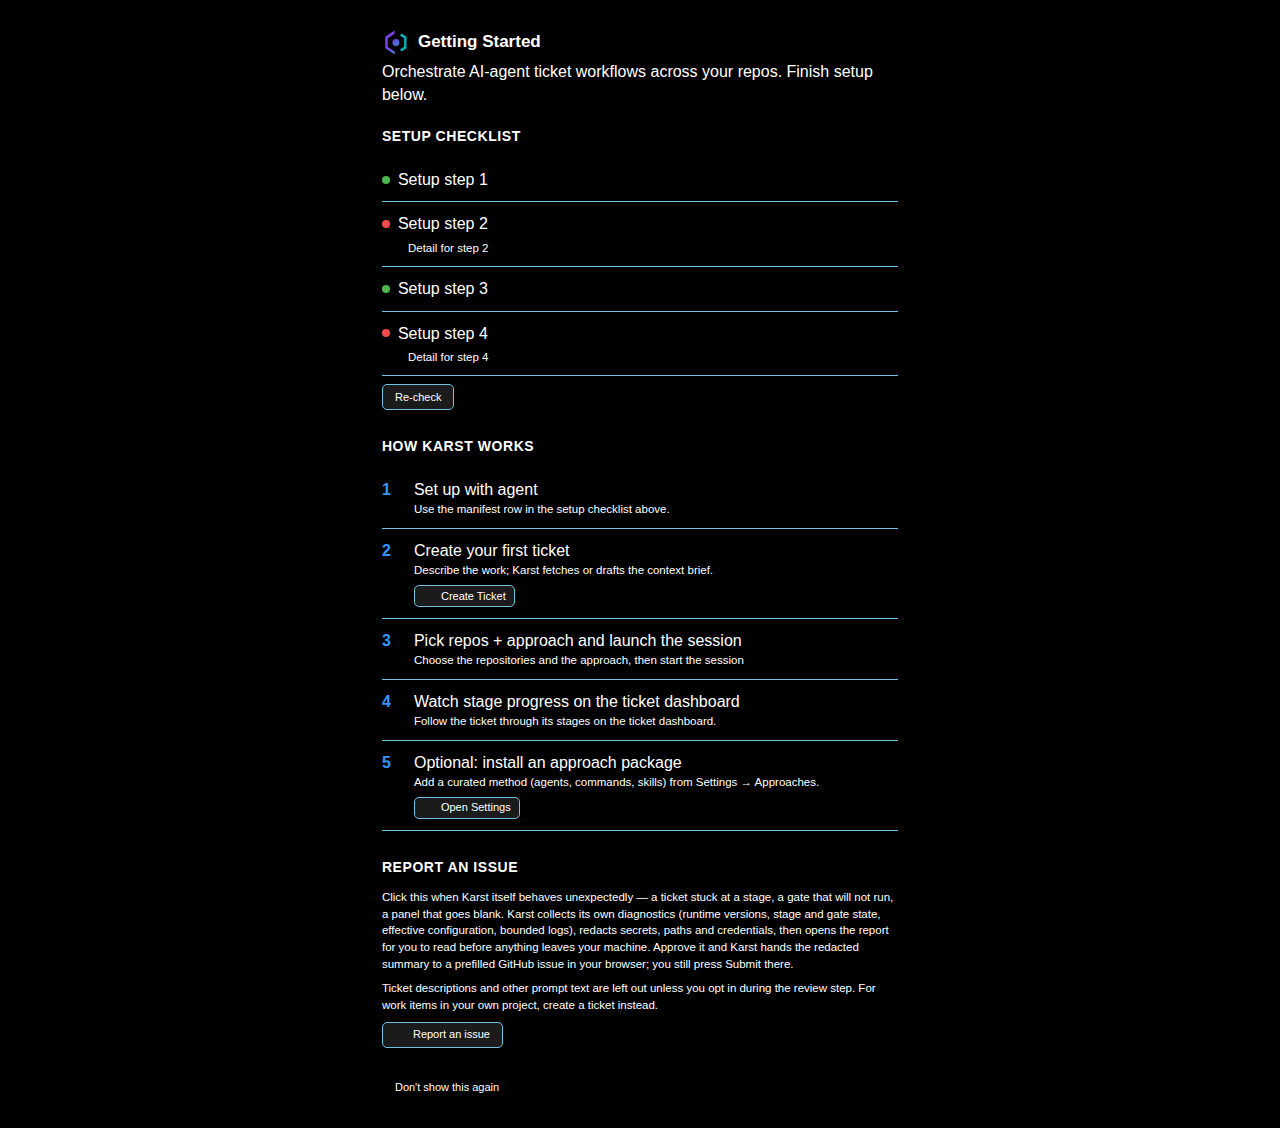 Getting Started
Orchestrate AI-agent ticket workflows across your repos. Finish setup
below.
SETUP CHECKLIST
Setup step 1
Setup step 2
Detail for step 2
Setup step 3
Setup step 4
Detail for step 4
Re-check
HOW KARST WORKS
1 Set up with agent
Use the manifest row in the setup checklist above.
2 Create your first ticket
Describe the work; Karst fetches or drafts the context brief.
Create Ticket
3 Pick repos + approach and launch the session
Choose the repositories and the approach, then start the session
4 Watch stage progress on the ticket dashboard
Follow the ticket through its stages on the ticket dashboard.
5 Optional: install an approach package
Add a curated method (agents, commands, skills) from Settings → Approaches.
Open Settings
REPORT AN ISSUE
Click this when Karst itself behaves unexpectedly — a ticket stuck at a stage, a gate that will not run,
a panel that goes blank. Karst collects its own diagnostics (runtime versions, stage and gate state,
effective configuration, bounded logs), redacts secrets, paths and credentials, then opens the report
for you to read before anything leaves your machine. Approve it and Karst hands the redacted
summary to a prefilled GitHub issue in your browser; you still press Submit there.
Ticket descriptions and other prompt text are left out unless you opt in during the review step. For
work items in your own project, create a ticket instead.
Report an issue
Don't show this again